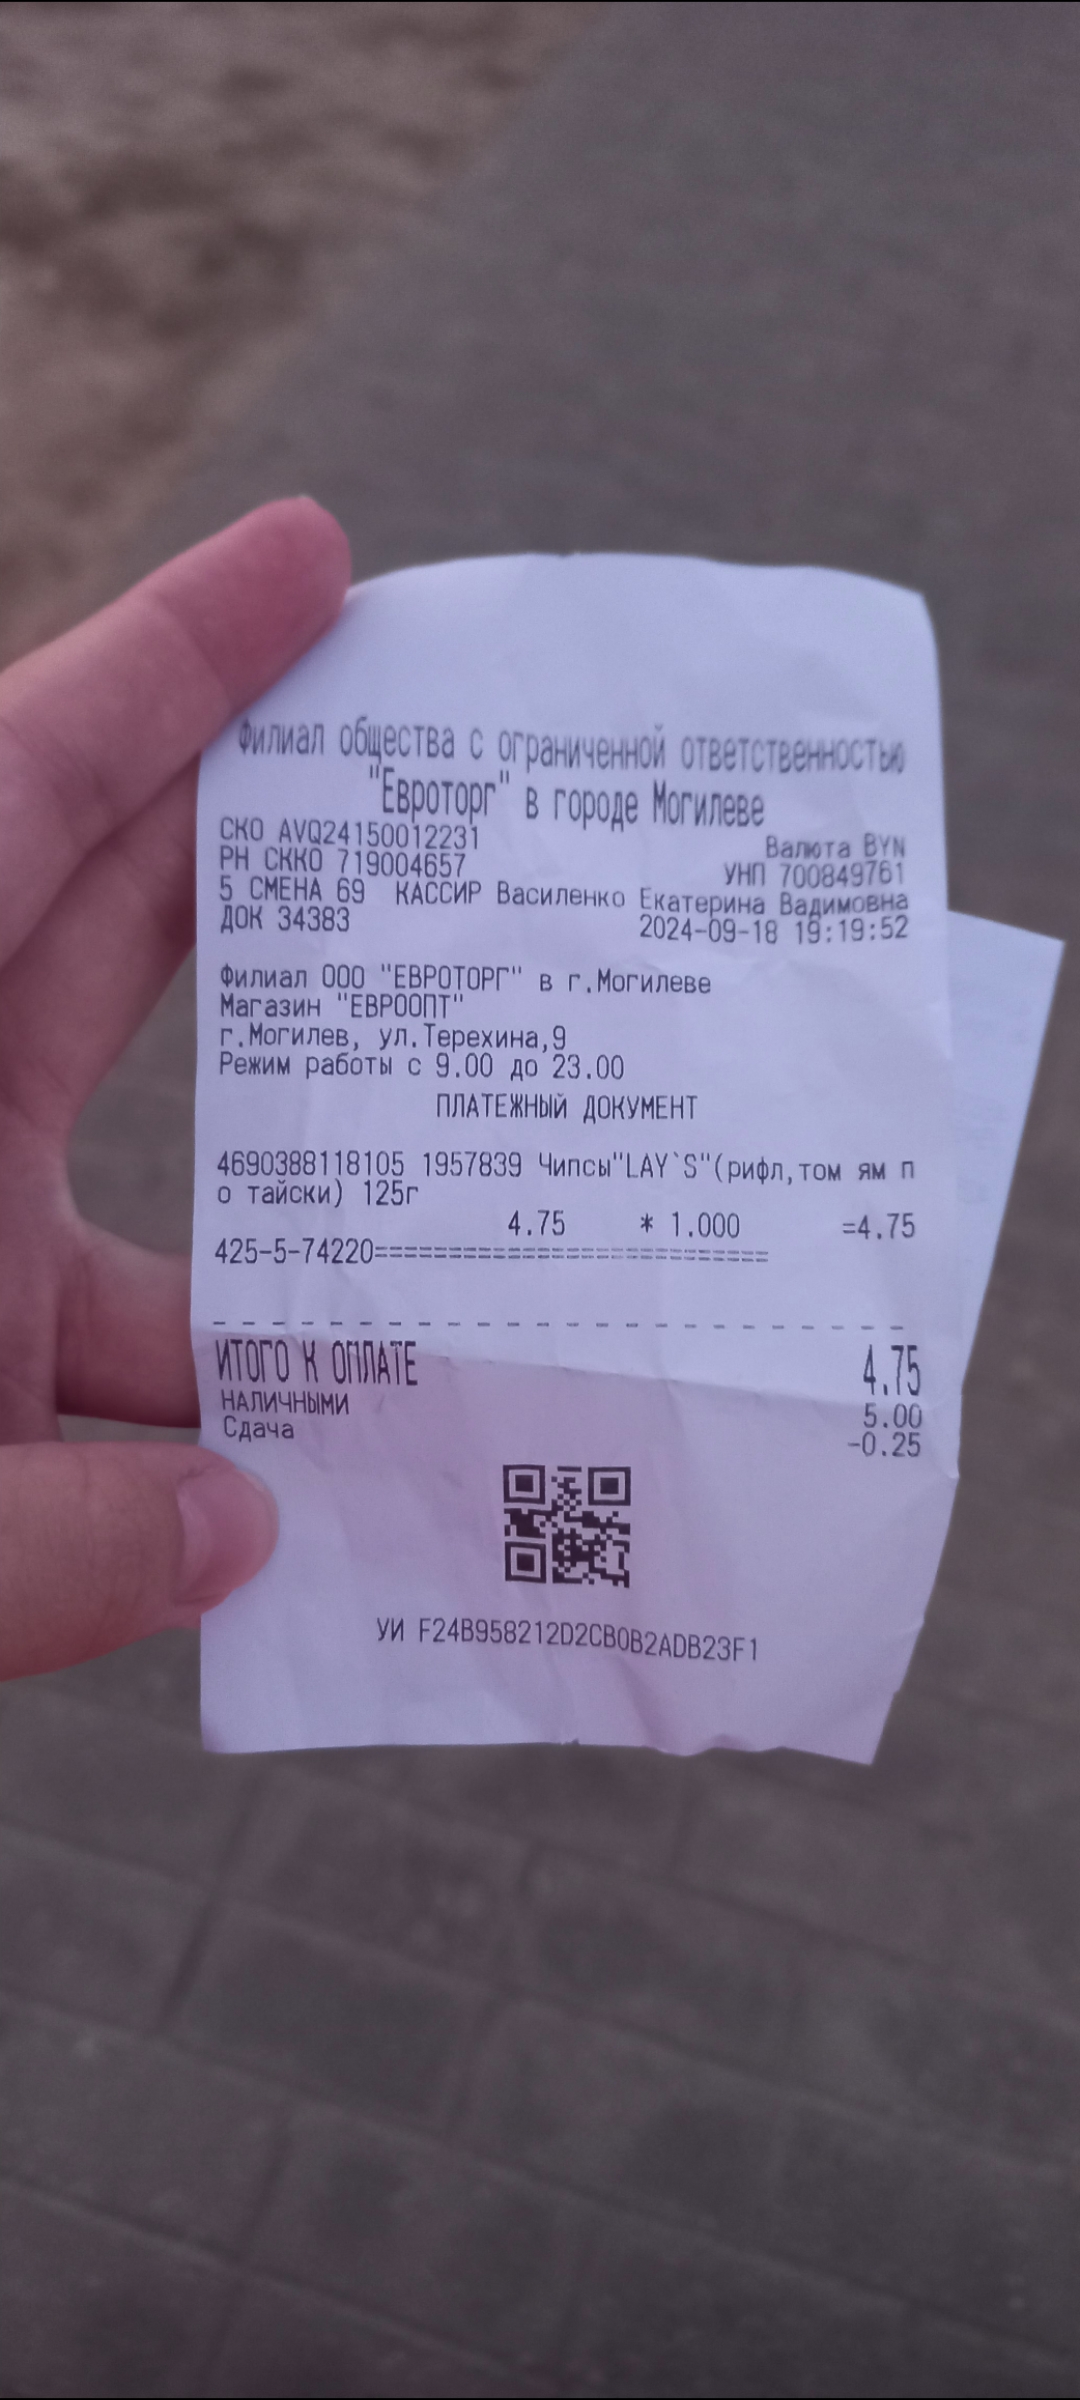 Филиал общества с ограниченной ответственностью
"Евроторг" в городе Могилеве
СКО AVQ24150012231 Валюта BYN
РН СККО 719004657 УНП 700849761
5 СМЕНА 69 КАССИР Василенко Екатерина Вадимовна
ДОК 34383 2024-09-18 19:19:52
Филиал ООО "ЕВРОТОРГ" в г.Могилеве
Магазин "ЕВРООПТ"
г.Могилев, ул.Терехина,9
Режим работы с 9.00 до 23.00
ПЛАТЕЖНЫЙ ДОКУМЕНТ
4690388118105 1957839 Чипсы"LAY`S"(рифл,том ям п
о тайски) 125г
4.75 * 1.000 =4.75
425-5-74220===========================
ИТОГО К ОПЛАТЕ 4.75
НАЛИЧНЫМИ 5.00
Сдача -0.25
УИ F24B958212D2CB0B2ADB23F1